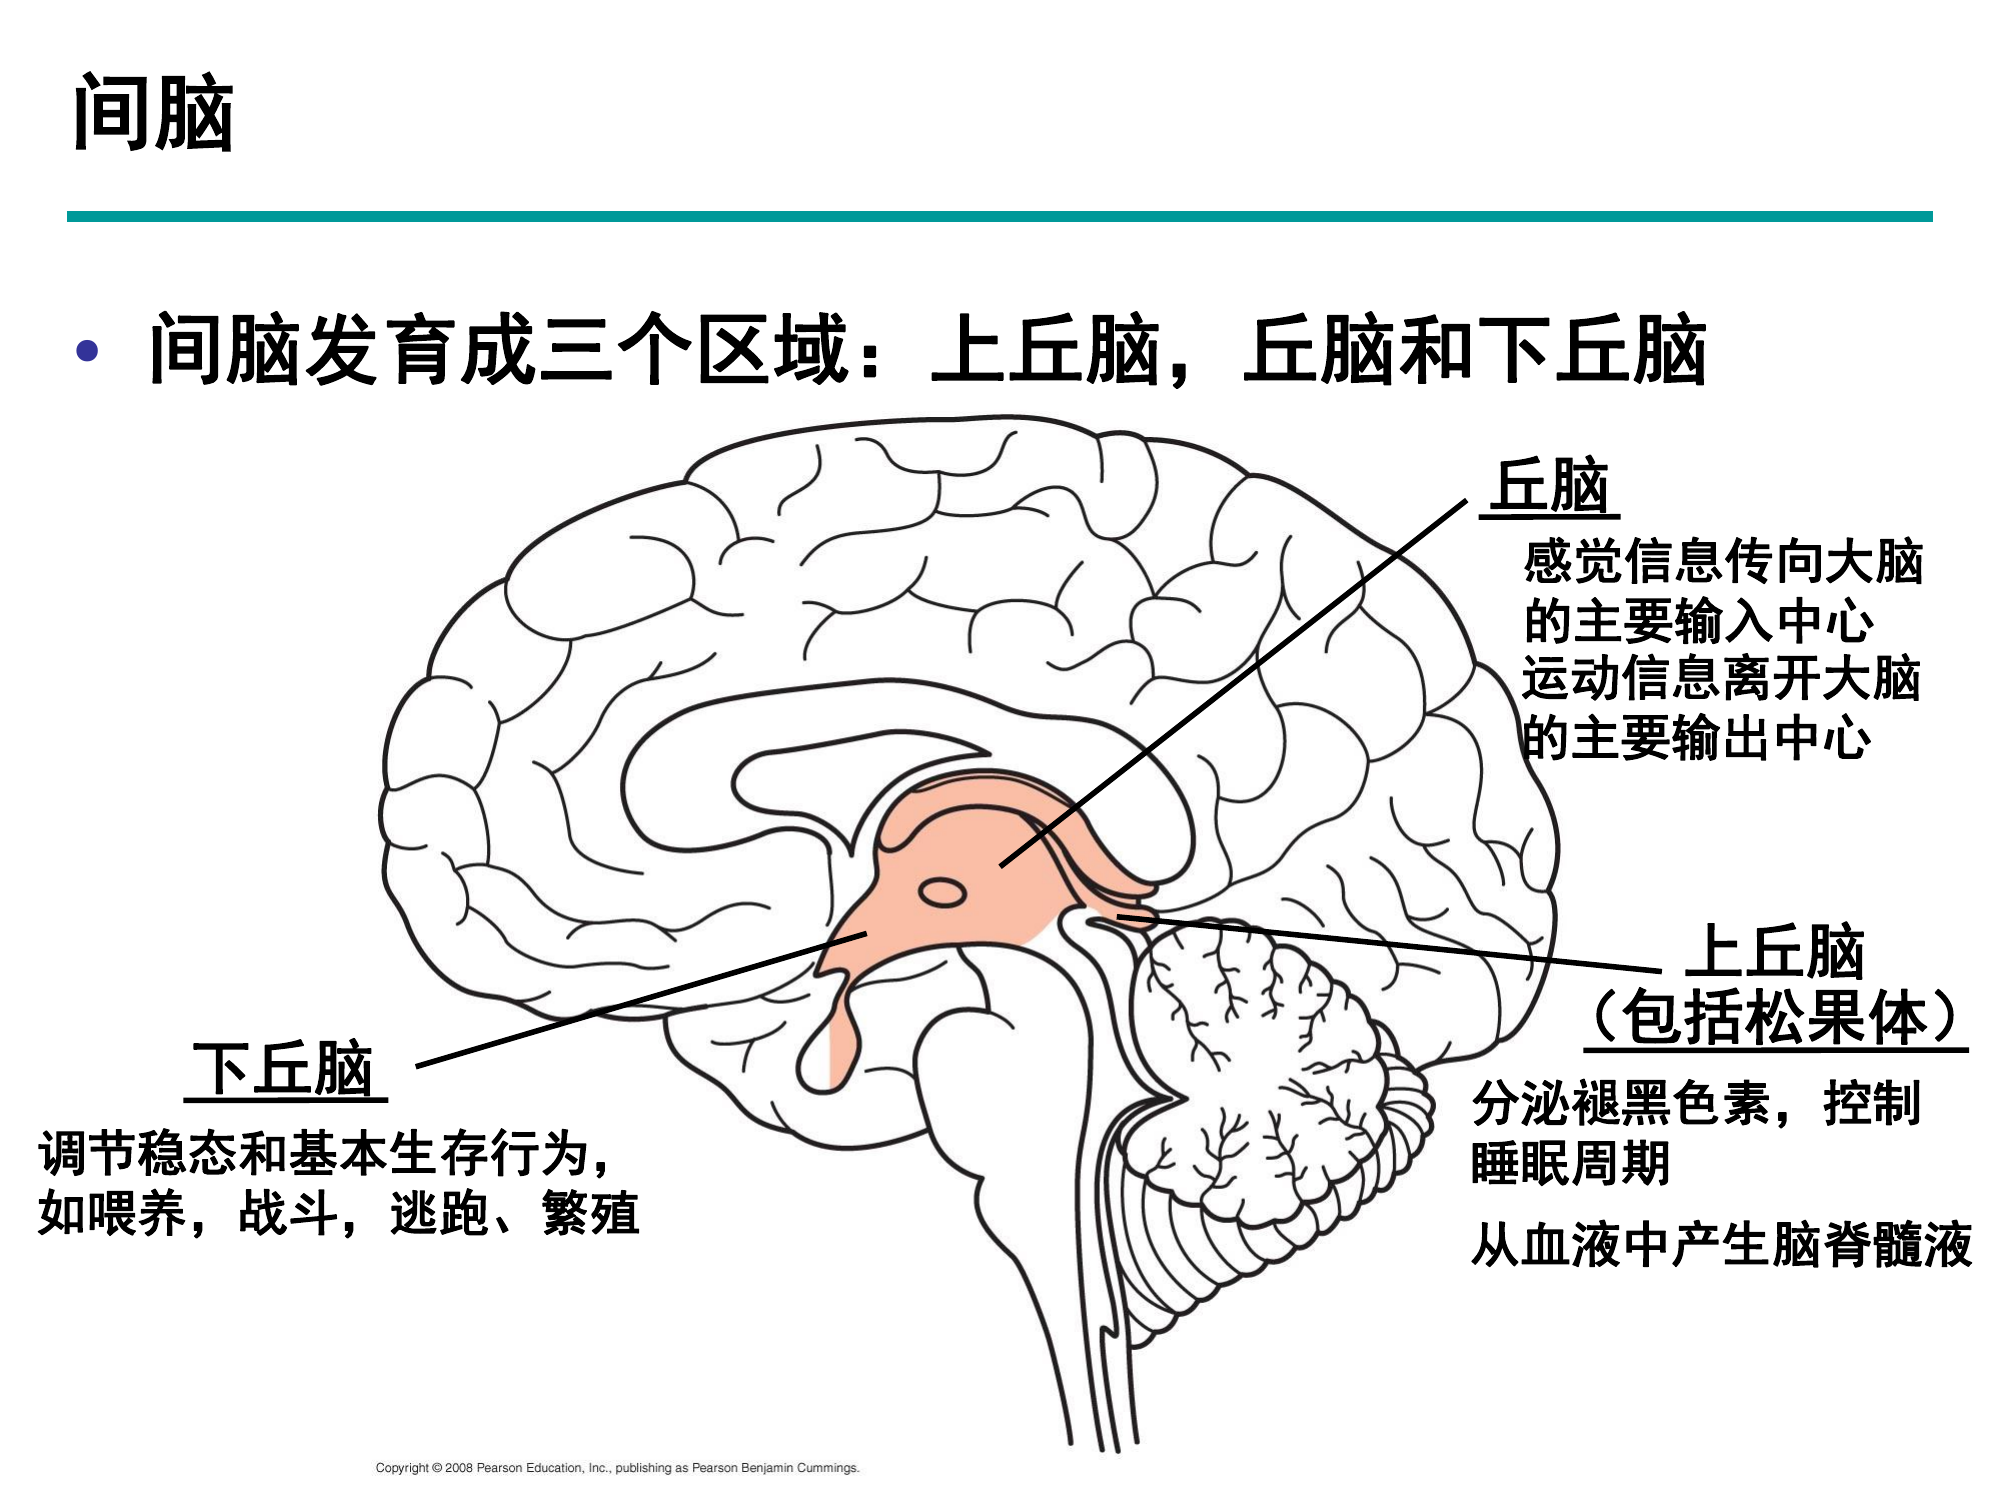 间脑
• 间脑发育成三个区域：上丘脑，丘脑和下丘脑
丘脑
感觉信息传向大脑
的主要输入中心
运动信息离开大脑
的主要输出中心
上丘脑
（包括松果体）
分泌褪黑色素，控制
睡眠周期
从血液中产生脑脊髓液
下丘脑
调节稳态和基本生存行为，
如喂养，战斗，逃跑、繁殖
Copyright © 2008 Pearson Education, Inc., publishing as Pearson Benjamin Cummings.